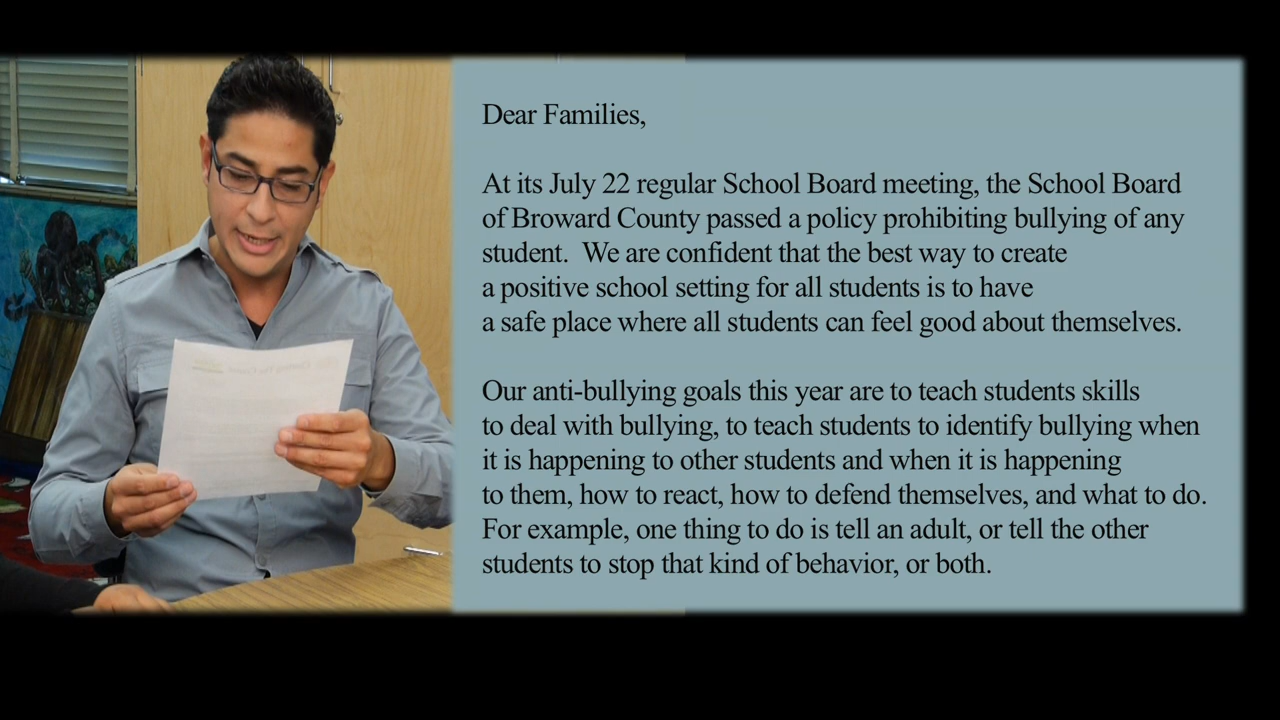 Dear Families,
At its July 22 regular School Board meeting, the School Board
of Broward County passed a policy prohibiting bullying of any
student.  We are confident that the best way to create
a positive school setting for all students is to have
a safe place where all students can feel good about themselves.
Our anti-bullying goals this year are to teach students skills
to deal with bullying, to teach students to identify bullying when
it is happening to other students and when it is happening
to them, how to react, how to defend themselves, and what to do.
For example, one thing to do is tell an adult, or tell the other
students to stop that kind of behavior, or both.